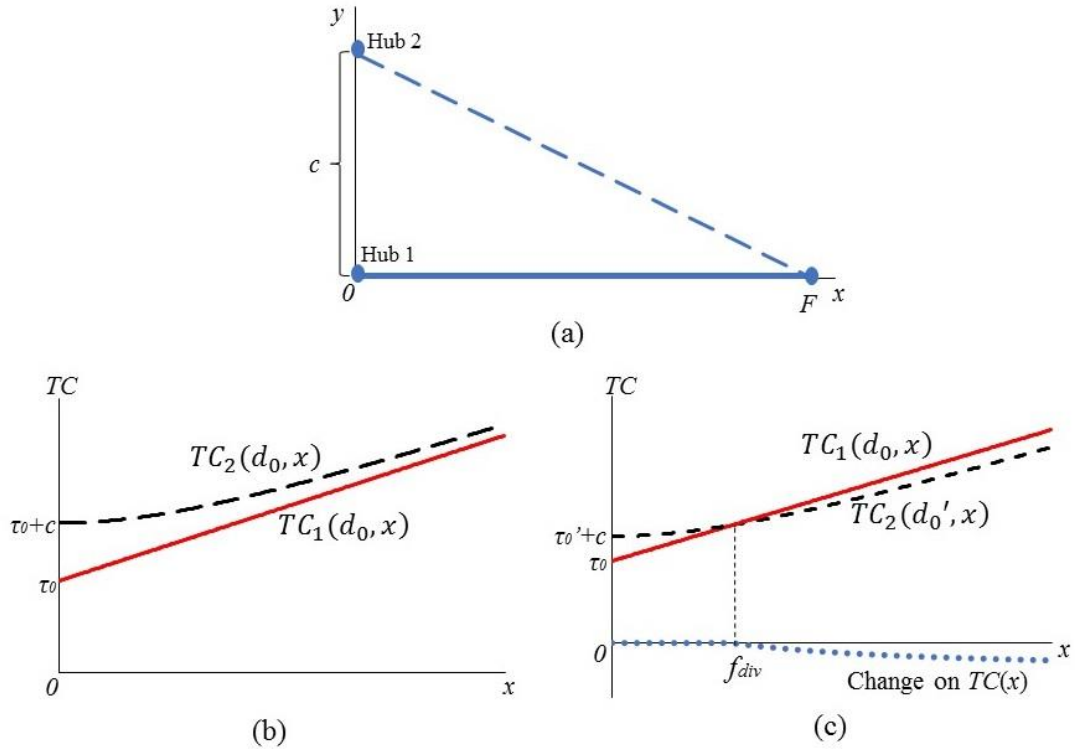 y
Hub 2
c
Hub 1
0
F
x
(a)
TC
TC₂(d₀, x)
τ₀+c
TC₁(d₀, x)
τ₀
0
x
(b)
TC
TC₁(d₀, x)
TC₂(d₀′, x)
τ₀'+c
τ₀
0
x
f_div
Change on TC(x)
(c)